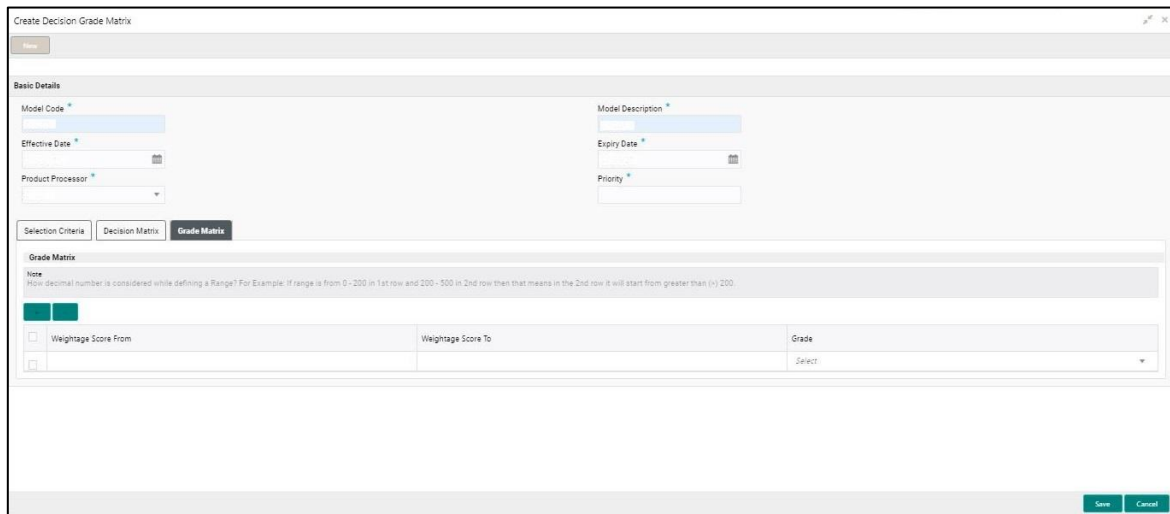 Create Decision Grade Matrix
New
Basic Details
Model Code *
Model Description *
Effective Date *
Expiry Date *
Product Processor *
Priority *
Selection Criteria
Decision Matrix
Grade Matrix
Grade Matrix
Note
How decimal number is considered while defining a Range? For Example: If range is from 0 - 200 in 1st row and 200 - 500 in 2nd row then that means in the 2nd row it will start from greater than (>) 200.
Weightage Score From
Weightage Score To
Grade
Select
Save
Cancel